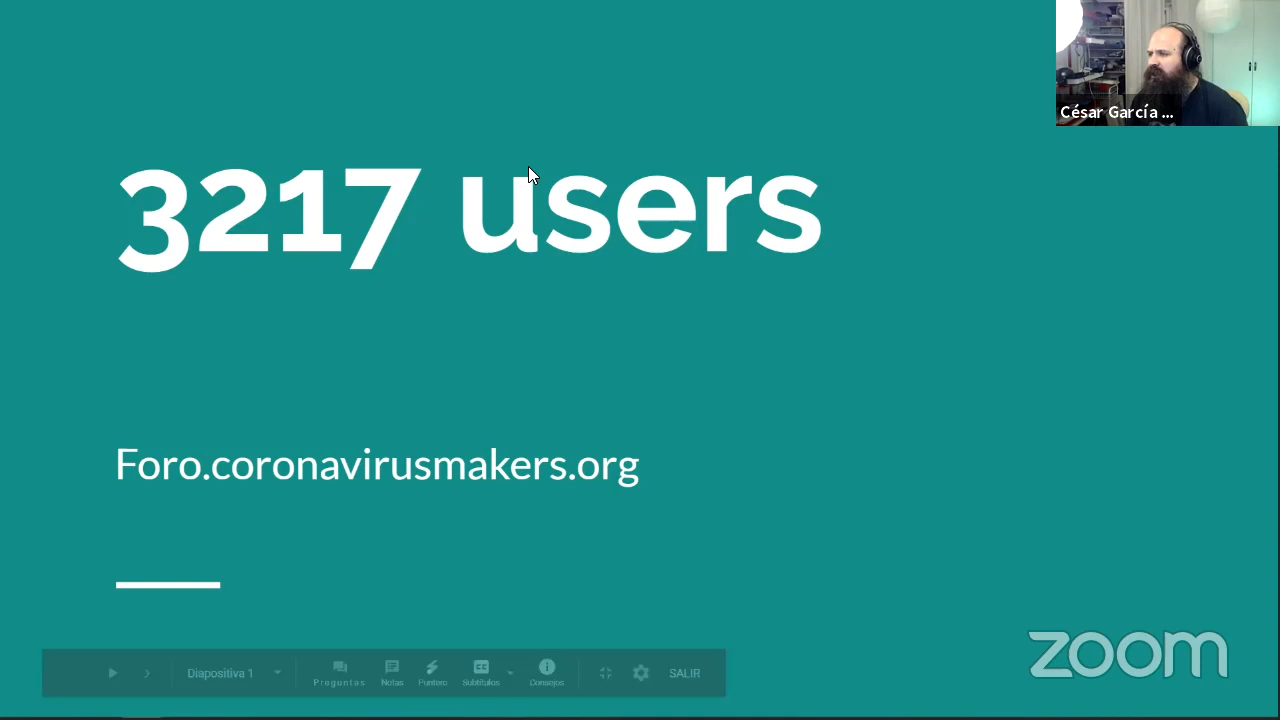 César García ...
3217 users
Foro.coronavirusmakers.org
zoom
Diapositiva 1
Preguntas
Notas
Puntero
Subtítulos
Consejos
SALIR